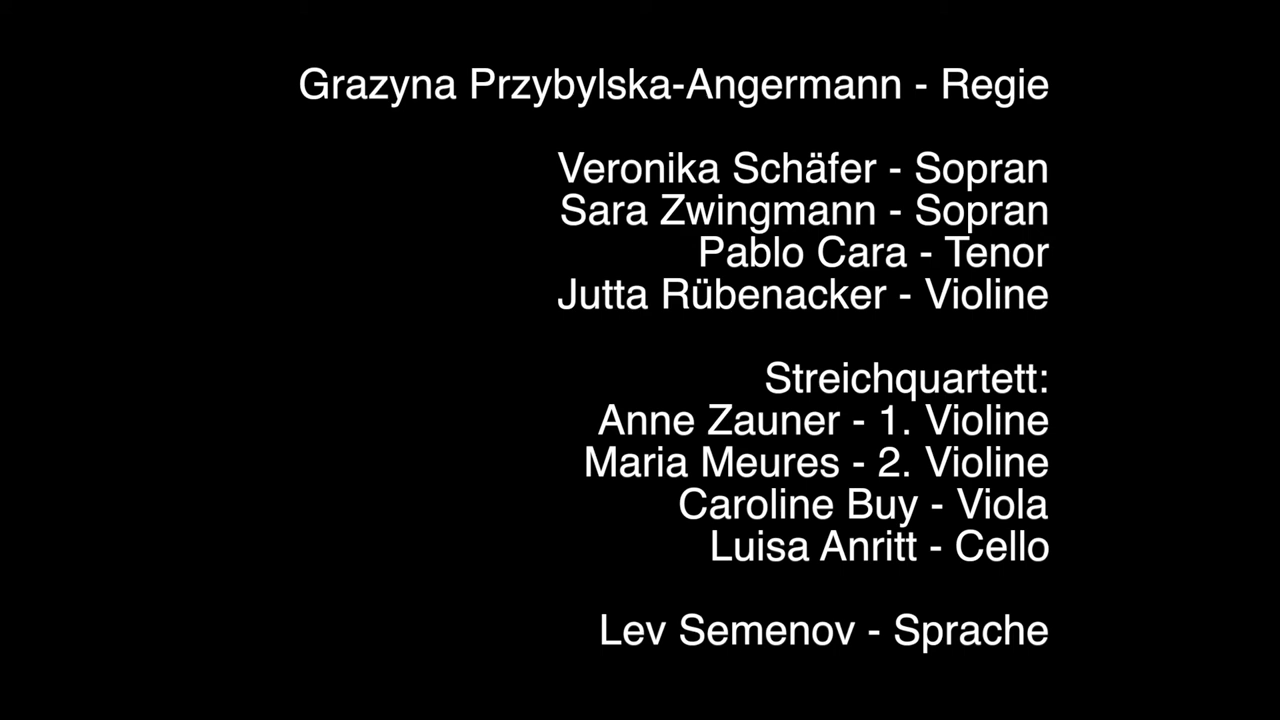 Grazyna Przybylska-Angermann - Regie
Veronika Schäfer - Sopran
Sara Zwingmann - Sopran
Pablo Cara - Tenor
Jutta Rübenacker - Violine
Streichquartett:
Anne Zauner - 1. Violine
Maria Meures - 2. Violine
Caroline Buy - Viola
Luisa Anritt - Cello
Lev Semenov - Sprache